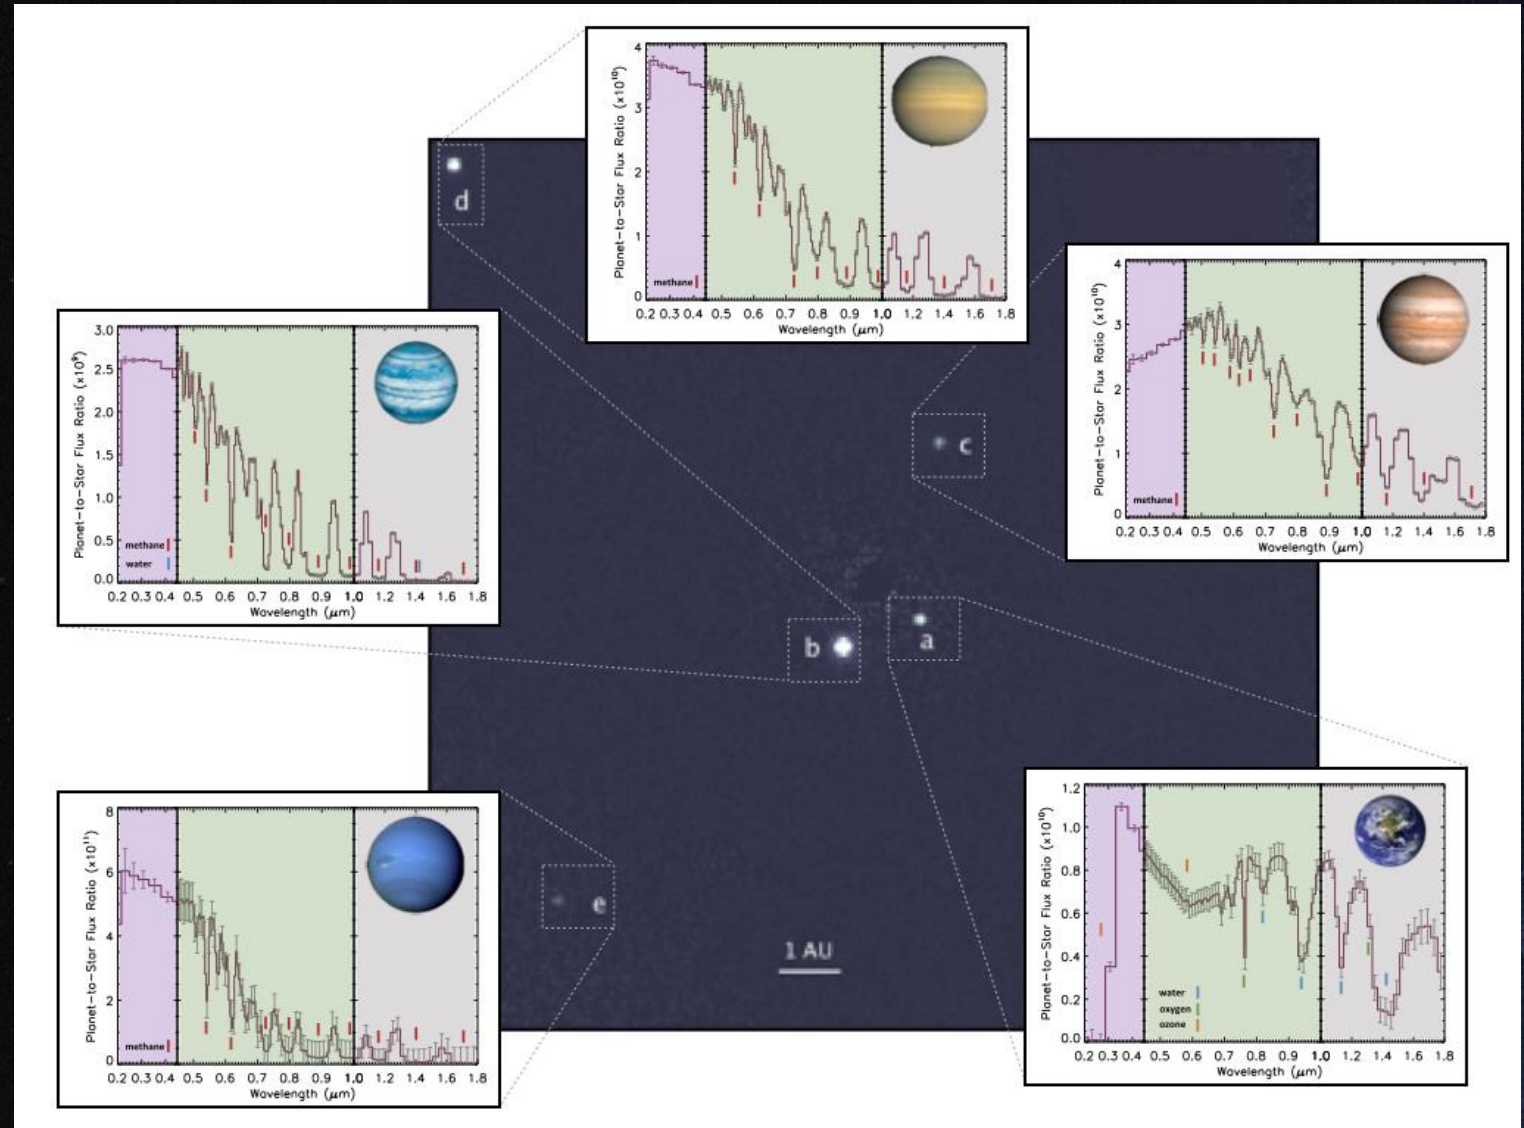 4
3
2
1
0
Planet-to-Star Flux Ratio (x10¹⁰)
methane
0.2 0.3 0.4 0.5 0.6 0.7 0.8 0.9 1.0 1.2 1.4 1.6 1.8
Wavelength (μm)
d
4
3
2
1
0
Planet-to-Star Flux Ratio (x10¹⁰)
methane
0.2 0.3 0.4 0.5 0.6 0.7 0.8 0.9 1.0 1.2 1.4 1.6 1.8
Wavelength (μm)
c
3.0
2.5
2.0
1.5
1.0
0.5
0.0
Planet-to-Star Flux Ratio (x10⁹)
methane
water
0.2 0.3 0.4 0.5 0.6 0.7 0.8 0.9 1.0 1.2 1.4 1.6 1.8
Wavelength (μm)
b
a
8
6
4
2
0
Planet-to-Star Flux Ratio (x10¹¹)
methane
0.2 0.3 0.4 0.5 0.6 0.7 0.8 0.9 1.0 1.2 1.4 1.6 1.8
Wavelength (μm)
e
1 AU
1.2
1.0
0.8
0.6
0.4
0.2
0.0
Planet-to-Star Flux Ratio (x10¹⁰)
water
oxygen
ozone
0.2 0.3 0.4 0.5 0.6 0.7 0.8 0.9 1.0 1.2 1.4 1.6 1.8
Wavelength (μm)